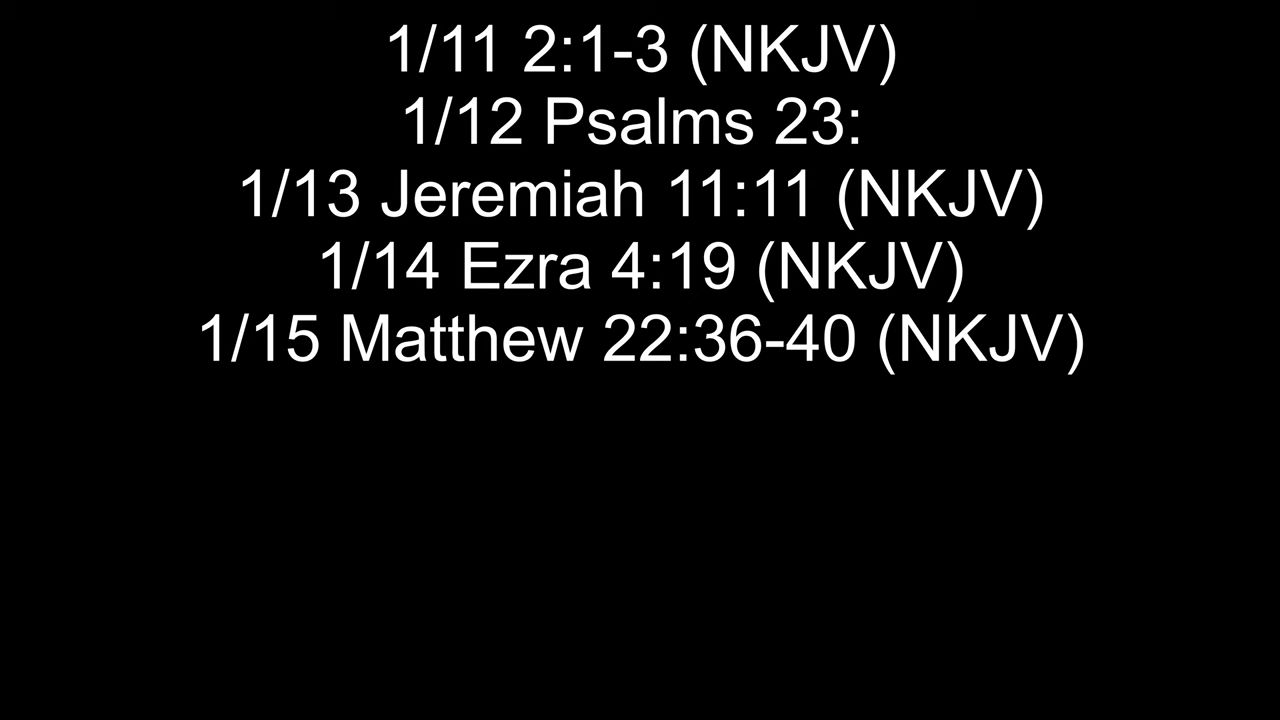 1/11 2:1-3 (NKJV)
1/12 Psalms 23:
1/13 Jeremiah 11:11 (NKJV)
1/14 Ezra 4:19 (NKJV)
1/15 Matthew 22:36-40 (NKJV)